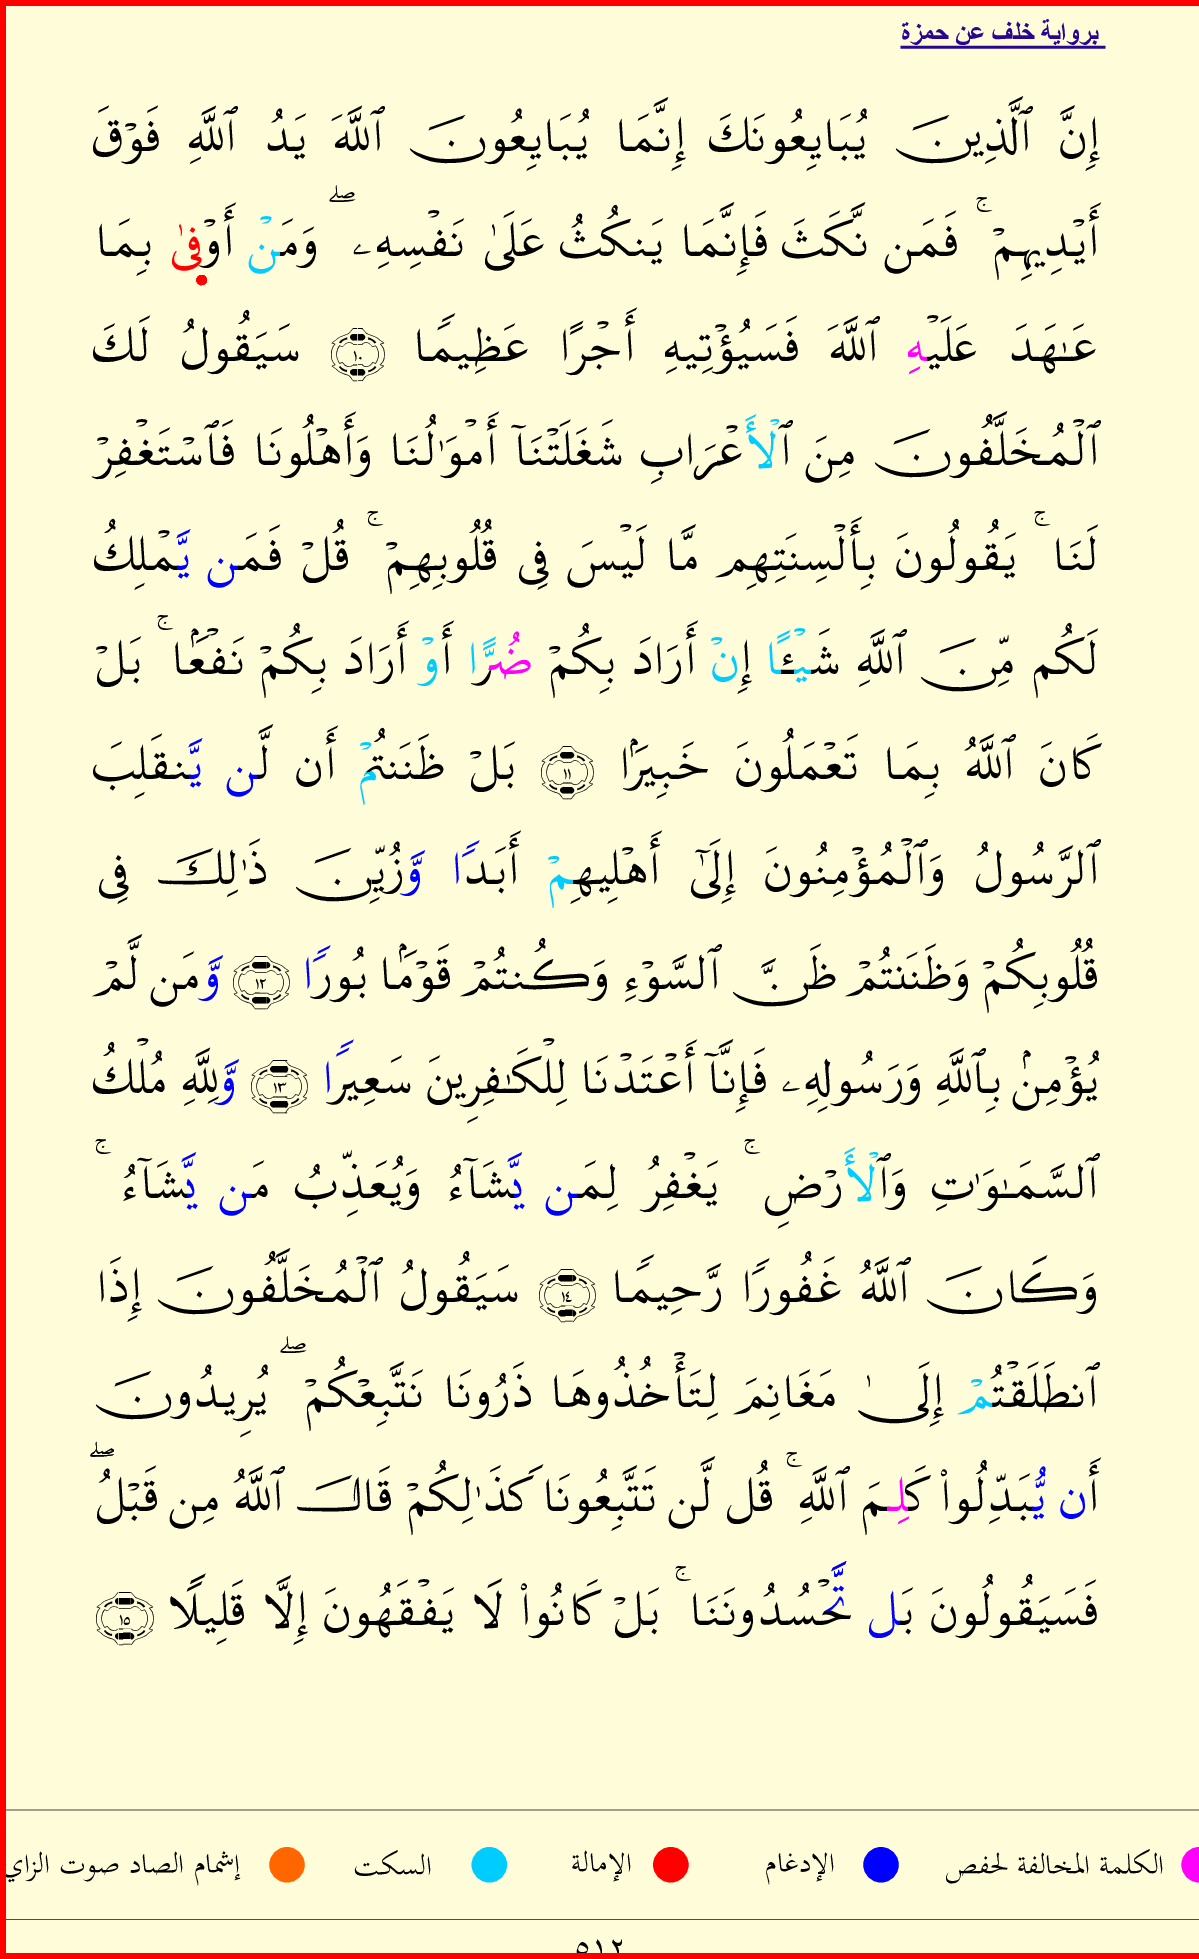 برواية خلف عن حمزة
إِنَّ ٱلَّذِينَ يُبَايِعُونَكَ إِنَّمَا يُبَايِعُونَ ٱللَّهَ يَدُ ٱللَّهِ فَوْقَ
أَيْدِيهِمْ ۚ فَمَن نَّكَثَ فَإِنَّمَا يَنكُثُ عَلَىٰ نَفْسِهِۦ ۖ وَمَنْ أَوْفِىٰ بِمَا
عَـٰهَدَ عَلَيْهِ ٱللَّهَ فَسَيُؤْتِيهِ أَجْرًا عَظِيمًا ١٠ سَيَقُولُ لَكَ
ٱلْمُخَلَّفُونَ مِنَ ٱلْأَعْرَابِ شَغَلَتْنَآ أَمْوَٰلُنَا وَأَهْلُونَا فَٱسْتَغْفِرْ
لَنَا ۚ يَقُولُونَ بِأَلْسِنَتِهِم مَّا لَيْسَ فِى قُلُوبِهِمْ ۚ قُلْ فَمَن يَّمْلِكُ
لَكُم مِّنَ ٱللَّهِ شَيْـًٔا إِنْ أَرَادَ بِكُمْ ضُرًّا أَوْ أَرَادَ بِكُمْ نَفْعَۢا ۚ بَلْ
كَانَ ٱللَّهُ بِمَا تَعْمَلُونَ خَبِيرَۢا ١١ بَلْ ظَنَنتُمْ أَن لَّن يَّنقَلِبَ
ٱلرَّسُولُ وَٱلْمُؤْمِنُونَ إِلَىٰٓ أَهْلِيهِمْ أَبَدًا وَّزُيِّنَ ذَٰلِكَ فِى
قُلُوبِكُمْ وَظَنَنتُمْ ظَنَّ ٱلسَّوْءِ وَكُنتُمْ قَوْمَۢا بُورًا ١٢ وَّمَن لَّمْ
يُؤْمِنۢ بِٱللَّهِ وَرَسُولِهِۦ فَإِنَّآ أَعْتَدْنَا لِلْكَـٰفِرِينَ سَعِيرًا ١٣ وَّلِلَّهِ مُلْكُ
ٱلسَّمَـٰوَٰتِ وَٱلْأَرْضِ ۚ يَغْفِرُ لِمَن يَّشَآءُ وَيُعَذِّبُ مَن يَّشَآءُ ۚ
وَكَانَ ٱللَّهُ غَفُورًا رَّحِيمًا ١٤ سَيَقُولُ ٱلْمُخَلَّفُونَ إِذَا
ٱنطَلَقْتُمْ إِلَىٰ مَغَانِمَ لِتَأْخُذُوهَا ذَرُونَا نَتَّبِعْكُمْ ۖ يُرِيدُونَ
أَن يُّبَدِّلُوا۟ كَلِمَ ٱللَّهِ ۚ قُل لَّن تَتَّبِعُونَا كَذَٰلِكُمْ قَالَ ٱللَّهُ مِن قَبْلُ ۖ
فَسَيَقُولُونَ بَل تَّحْسُدُونَنَا ۚ بَلْ كَانُوا۟ لَا يَفْقَهُونَ إِلَّا قَلِيلًا ١٥
الكلمة المخالفة لحفص الإدغام الإمالة السكت إشمام الصاد صوت الزاي
٥١٢